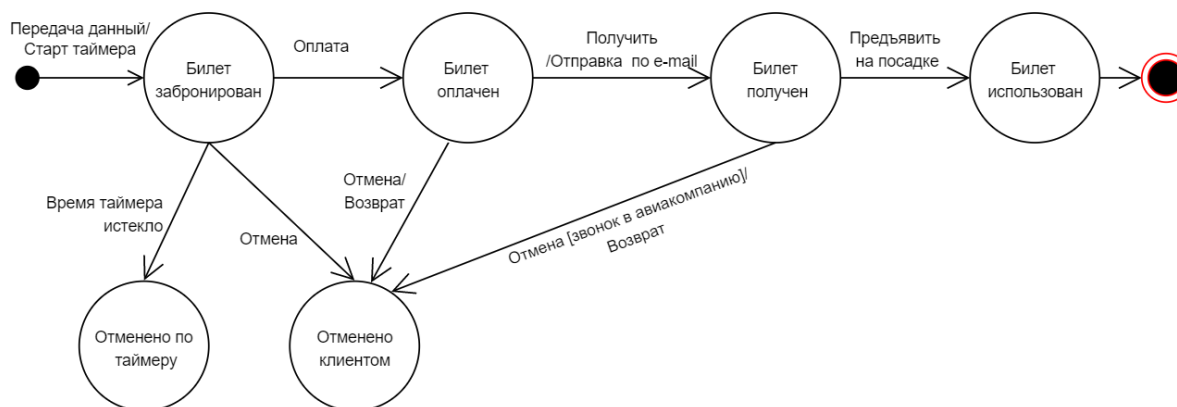 Передача данный/
Старт таймера
Билет
забронирован
Оплата
Билет
оплачен
Получить
/Отправка по e-mail
Билет
получен
Предъявить
на посадке
Билет
использован
Время таймера
истекло
Отмена
Отмена/
Возврат
Отмена [звонок в авиакомпанию]/
Возврат
Отменено по
таймеру
Отменено
клиентом